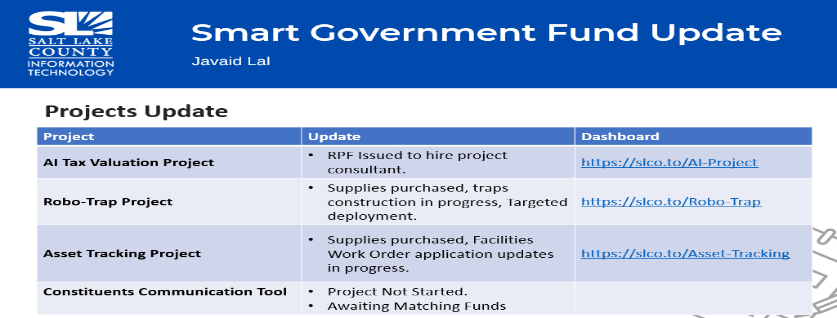 SL
SALT LAKE
COUNTY
INFORMATION
TECHNOLOGY
Smart Government Fund Update
Javaid Lal
Projects Update
Project Update Dashboard
AI Tax Valuation Project
• RPF Issued to hire project
consultant.
https://slco.to/AI-Project
Robo-Trap Project
• Supplies purchased, traps
construction in progress, Targeted
deployment.
https://slco.to/Robo-Trap
Asset Tracking Project
• Supplies purchased, Facilities
Work Order application updates
in progress.
https://slco.to/Asset-Tracking
Constituents Communication Tool
• Project Not Started.
• Awaiting Matching Funds